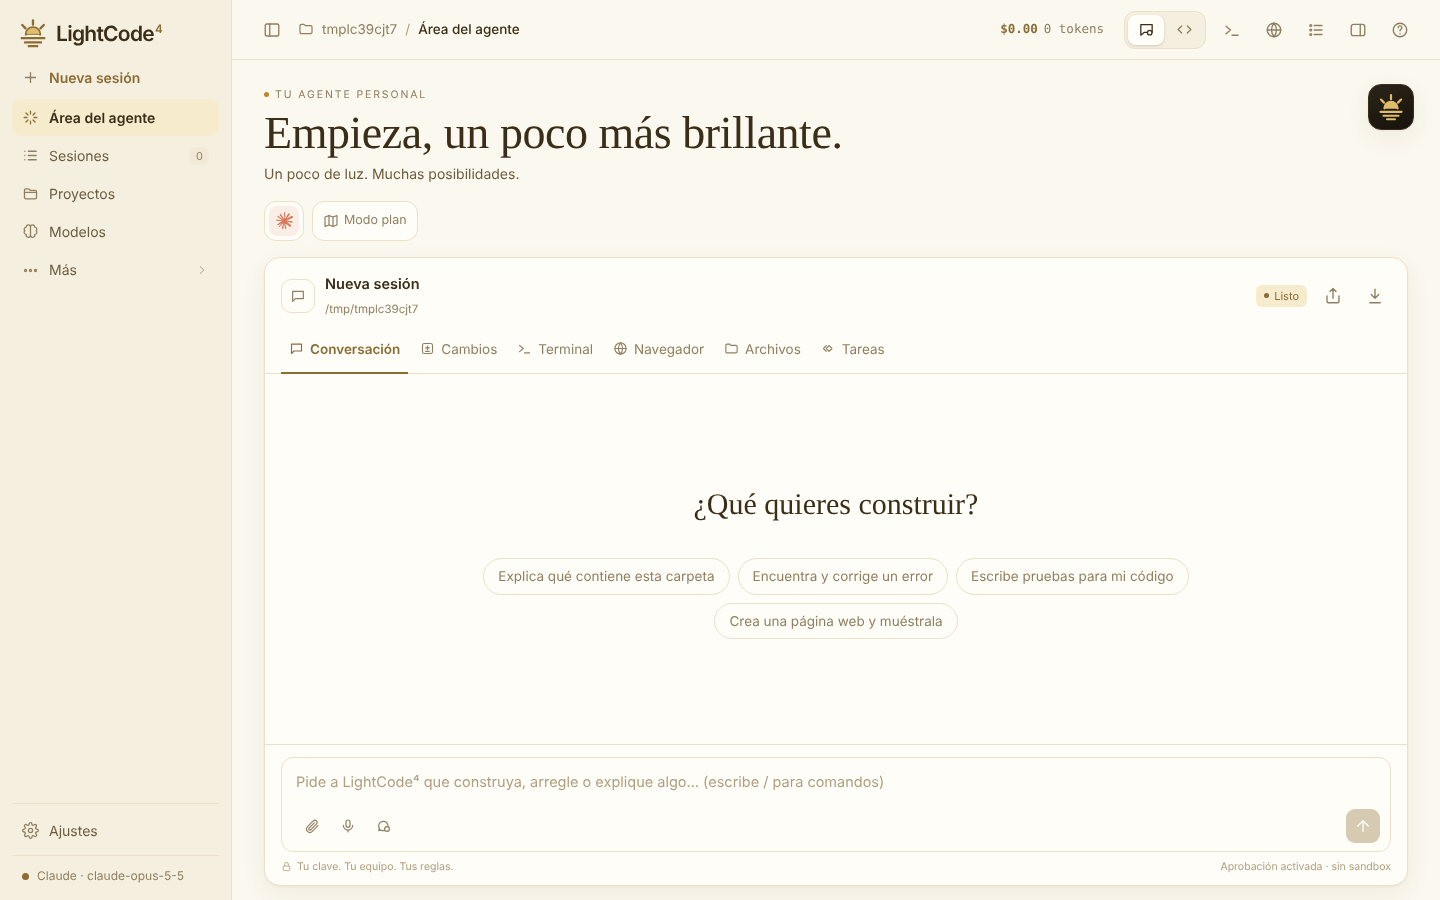 LightCode⁴
Nueva sesión
Área del agente
Sesiones 0
Proyectos
Modelos
Más
Ajustes
Claude · claude-opus-5-5
tmplc39cjt7 / Área del agente
$0.00 0 tokens
TU AGENTE PERSONAL
Empieza, un poco más brillante.
Un poco de luz. Muchas posibilidades.
Modo plan
Nueva sesión
/tmp/tmplc39cjt7
Listo
Conversación Cambios Terminal Navegador Archivos Tareas
¿Qué quieres construir?
Explica qué contiene esta carpeta Encuentra y corrige un error Escribe pruebas para mi código
Crea una página web y muéstrala
Pide a LightCode⁴ que construya, arregle o explique algo... (escribe / para comandos)
Tu clave. Tu equipo. Tus reglas.
Aprobación activada · sin sandbox